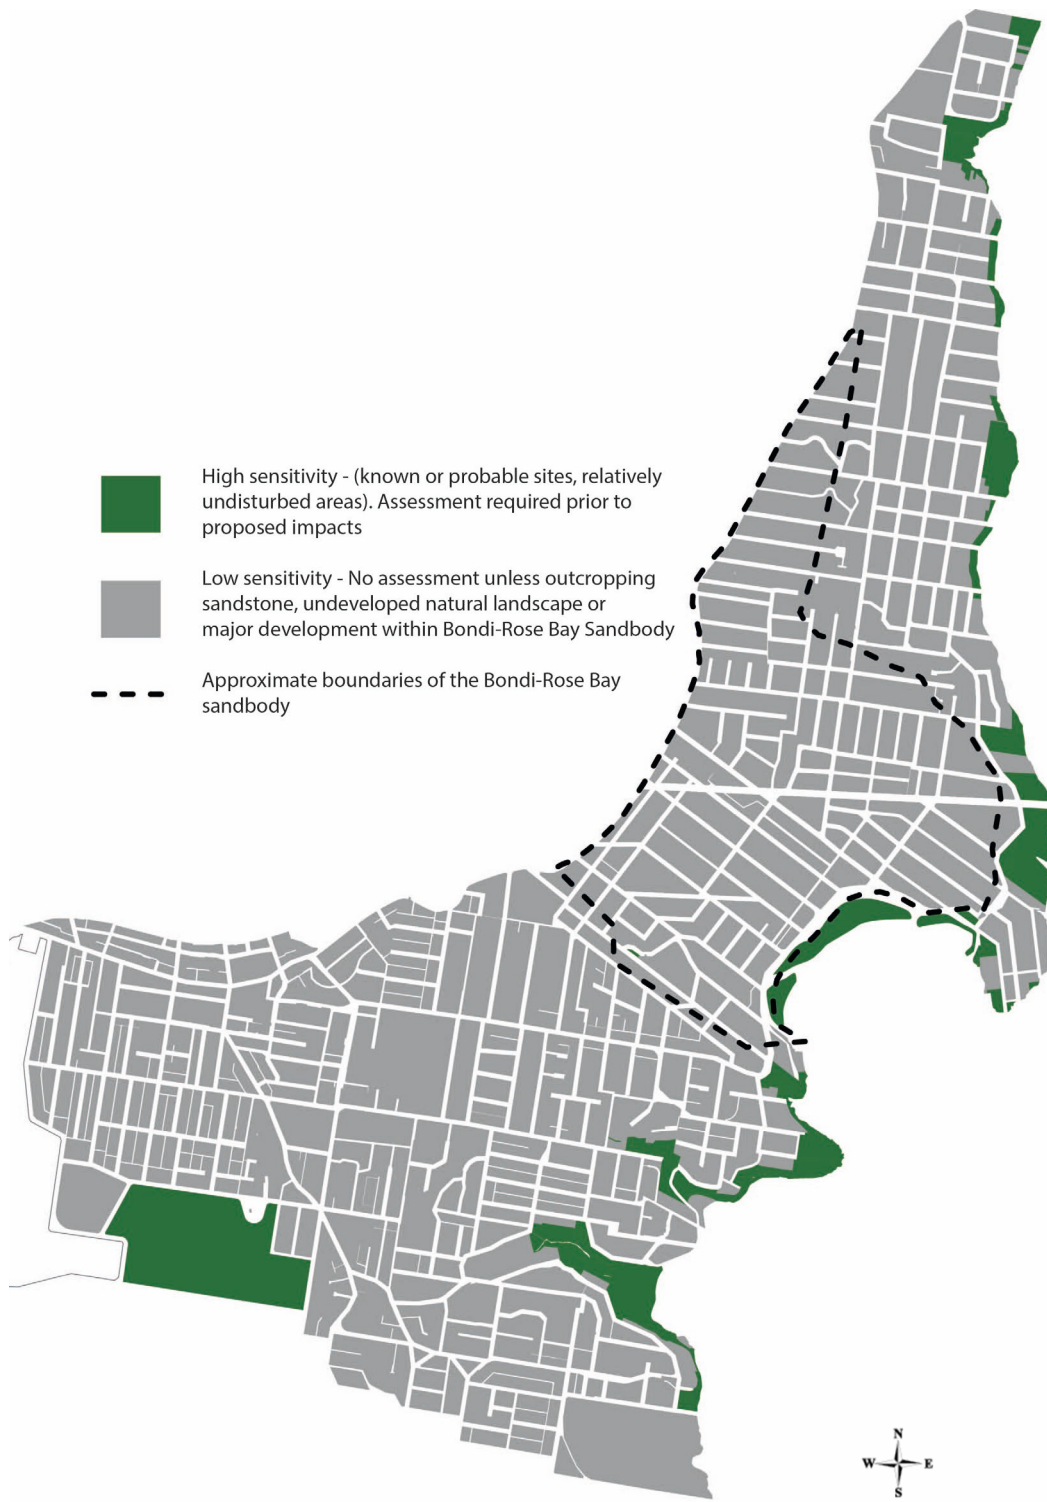 High sensitivity - (known or probable sites, relatively
undisturbed areas). Assessment required prior to
proposed impacts
Low sensitivity - No assessment unless outcropping
sandstone, undeveloped natural landscape or
major development within Bondi-Rose Bay Sandbody
Approximate boundaries of the Bondi-Rose Bay
sandbody
N
W E
S